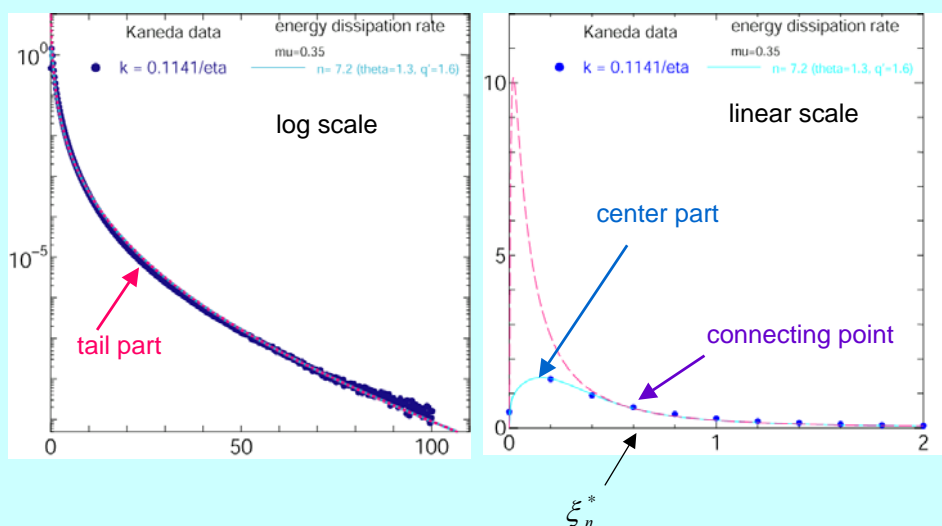 Kaneda data
energy dissipation rate
mu=0.35
k = 0.1141/eta
n= 7.2 (theta=1.3, q'=1.6)
log scale
tail part
10^0
10^-5
0
50
100
Kaneda data
energy dissipation rate
mu=0.35
k = 0.1141/eta
n= 7.2 (theta=1.3, q'=1.6)
linear scale
center part
connecting point
10
5
0
0
1
2
ξ_n^*